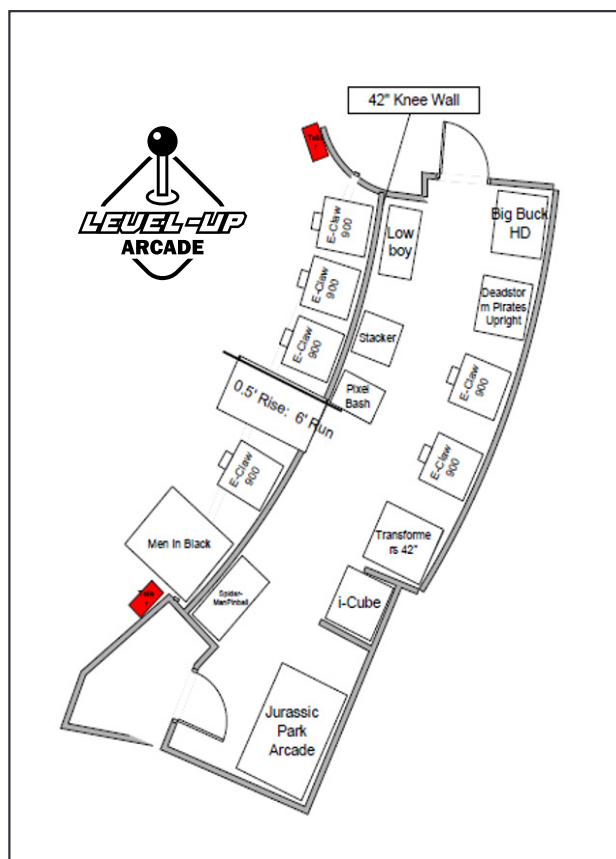 42" Knee Wall
Telle
r
LEVEL-UP
ARCADE
E-Claw
900
Low
boy
Big Buck
HD
E-Claw
900
Deadstor
m Pirates
Upright
E-Claw
900
Stacker
Pixel
Bash
0.5' Rise: 6' Run
E-Claw
900
E-Claw
900
E-Claw
900
Men In Black
Transforme
rs 42"
Spider-
ManPinball
i-Cube
Jurassic
Park
Arcade